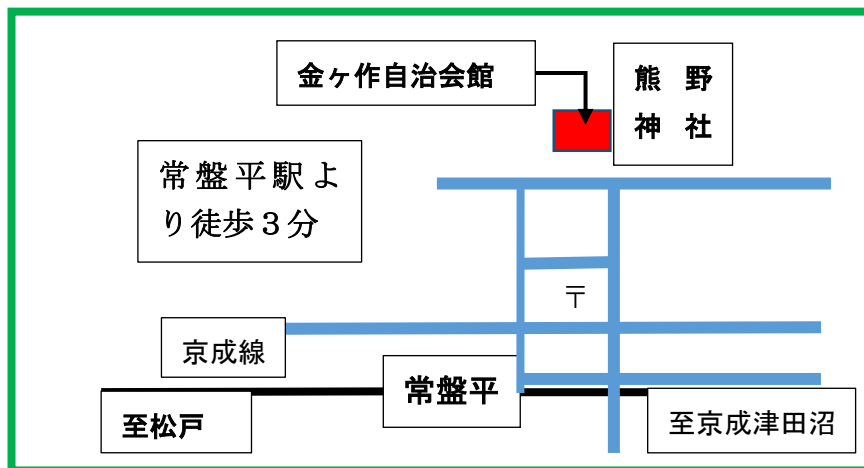 金ヶ作自治会館
熊 野
神 社
常盤平駅よ
り徒歩３分
〒
京成線
常盤平
至松戸
至京成津田沼